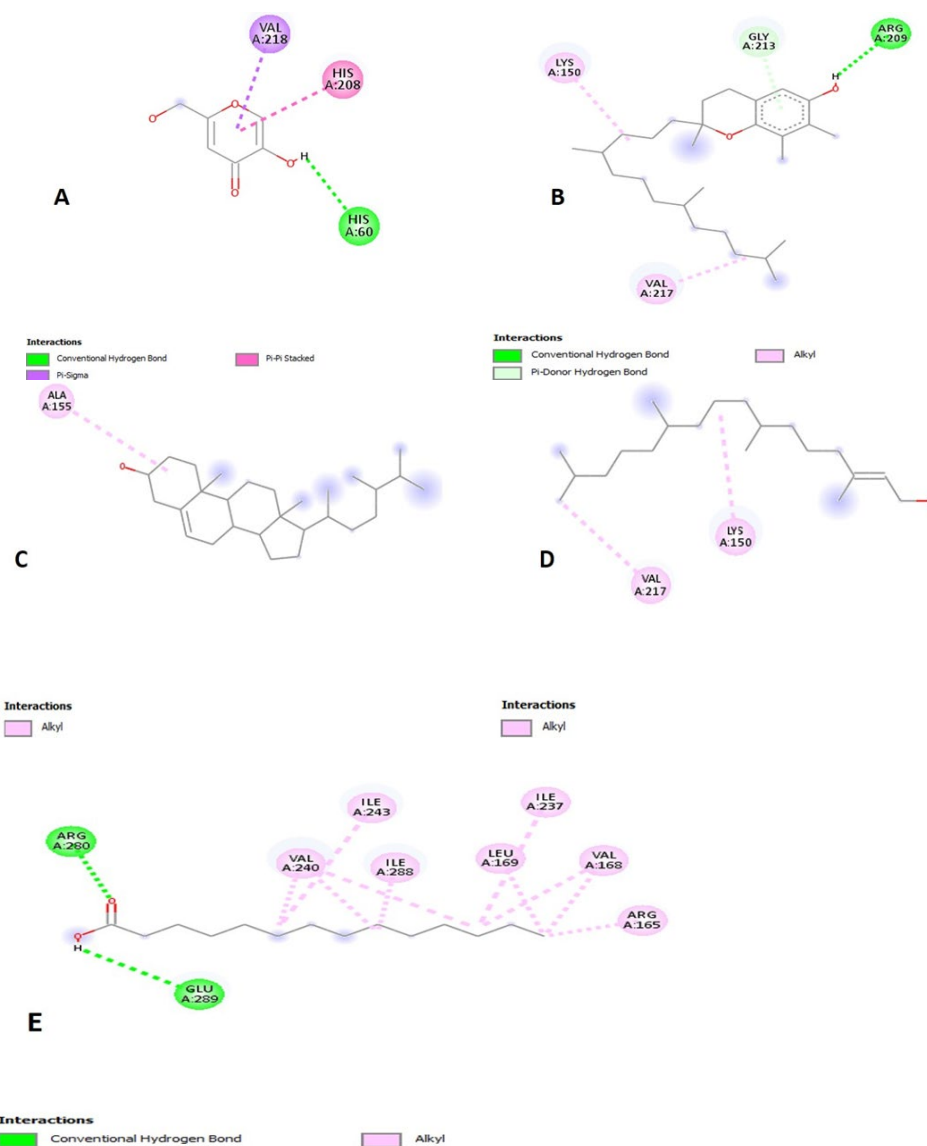 VAL
A:218
HIS
A:208
H
O
O
O
O
HIS
A:60
A
LYS
A:150
GLY
A:213
ARG
A:209
H
O
O
VAL
A:217
B
Interactions
Conventional Hydrogen Bond
Pi-Pi Stacked
Pi-Sigma
Interactions
Conventional Hydrogen Bond
Alkyl
Pi-Donor Hydrogen Bond
ALA
A:155
O
C
LYS
A:150
VAL
A:217
D
Interactions
Alkyl
Interactions
Alkyl
ARG
A:280
ILE
A:243
ILE
A:237
VAL
A:240
ILE
A:288
LEU
A:169
VAL
A:168
ARG
A:165
O
O
H
GLU
A:289
E
Interactions
Conventional Hydrogen Bond
Alkyl